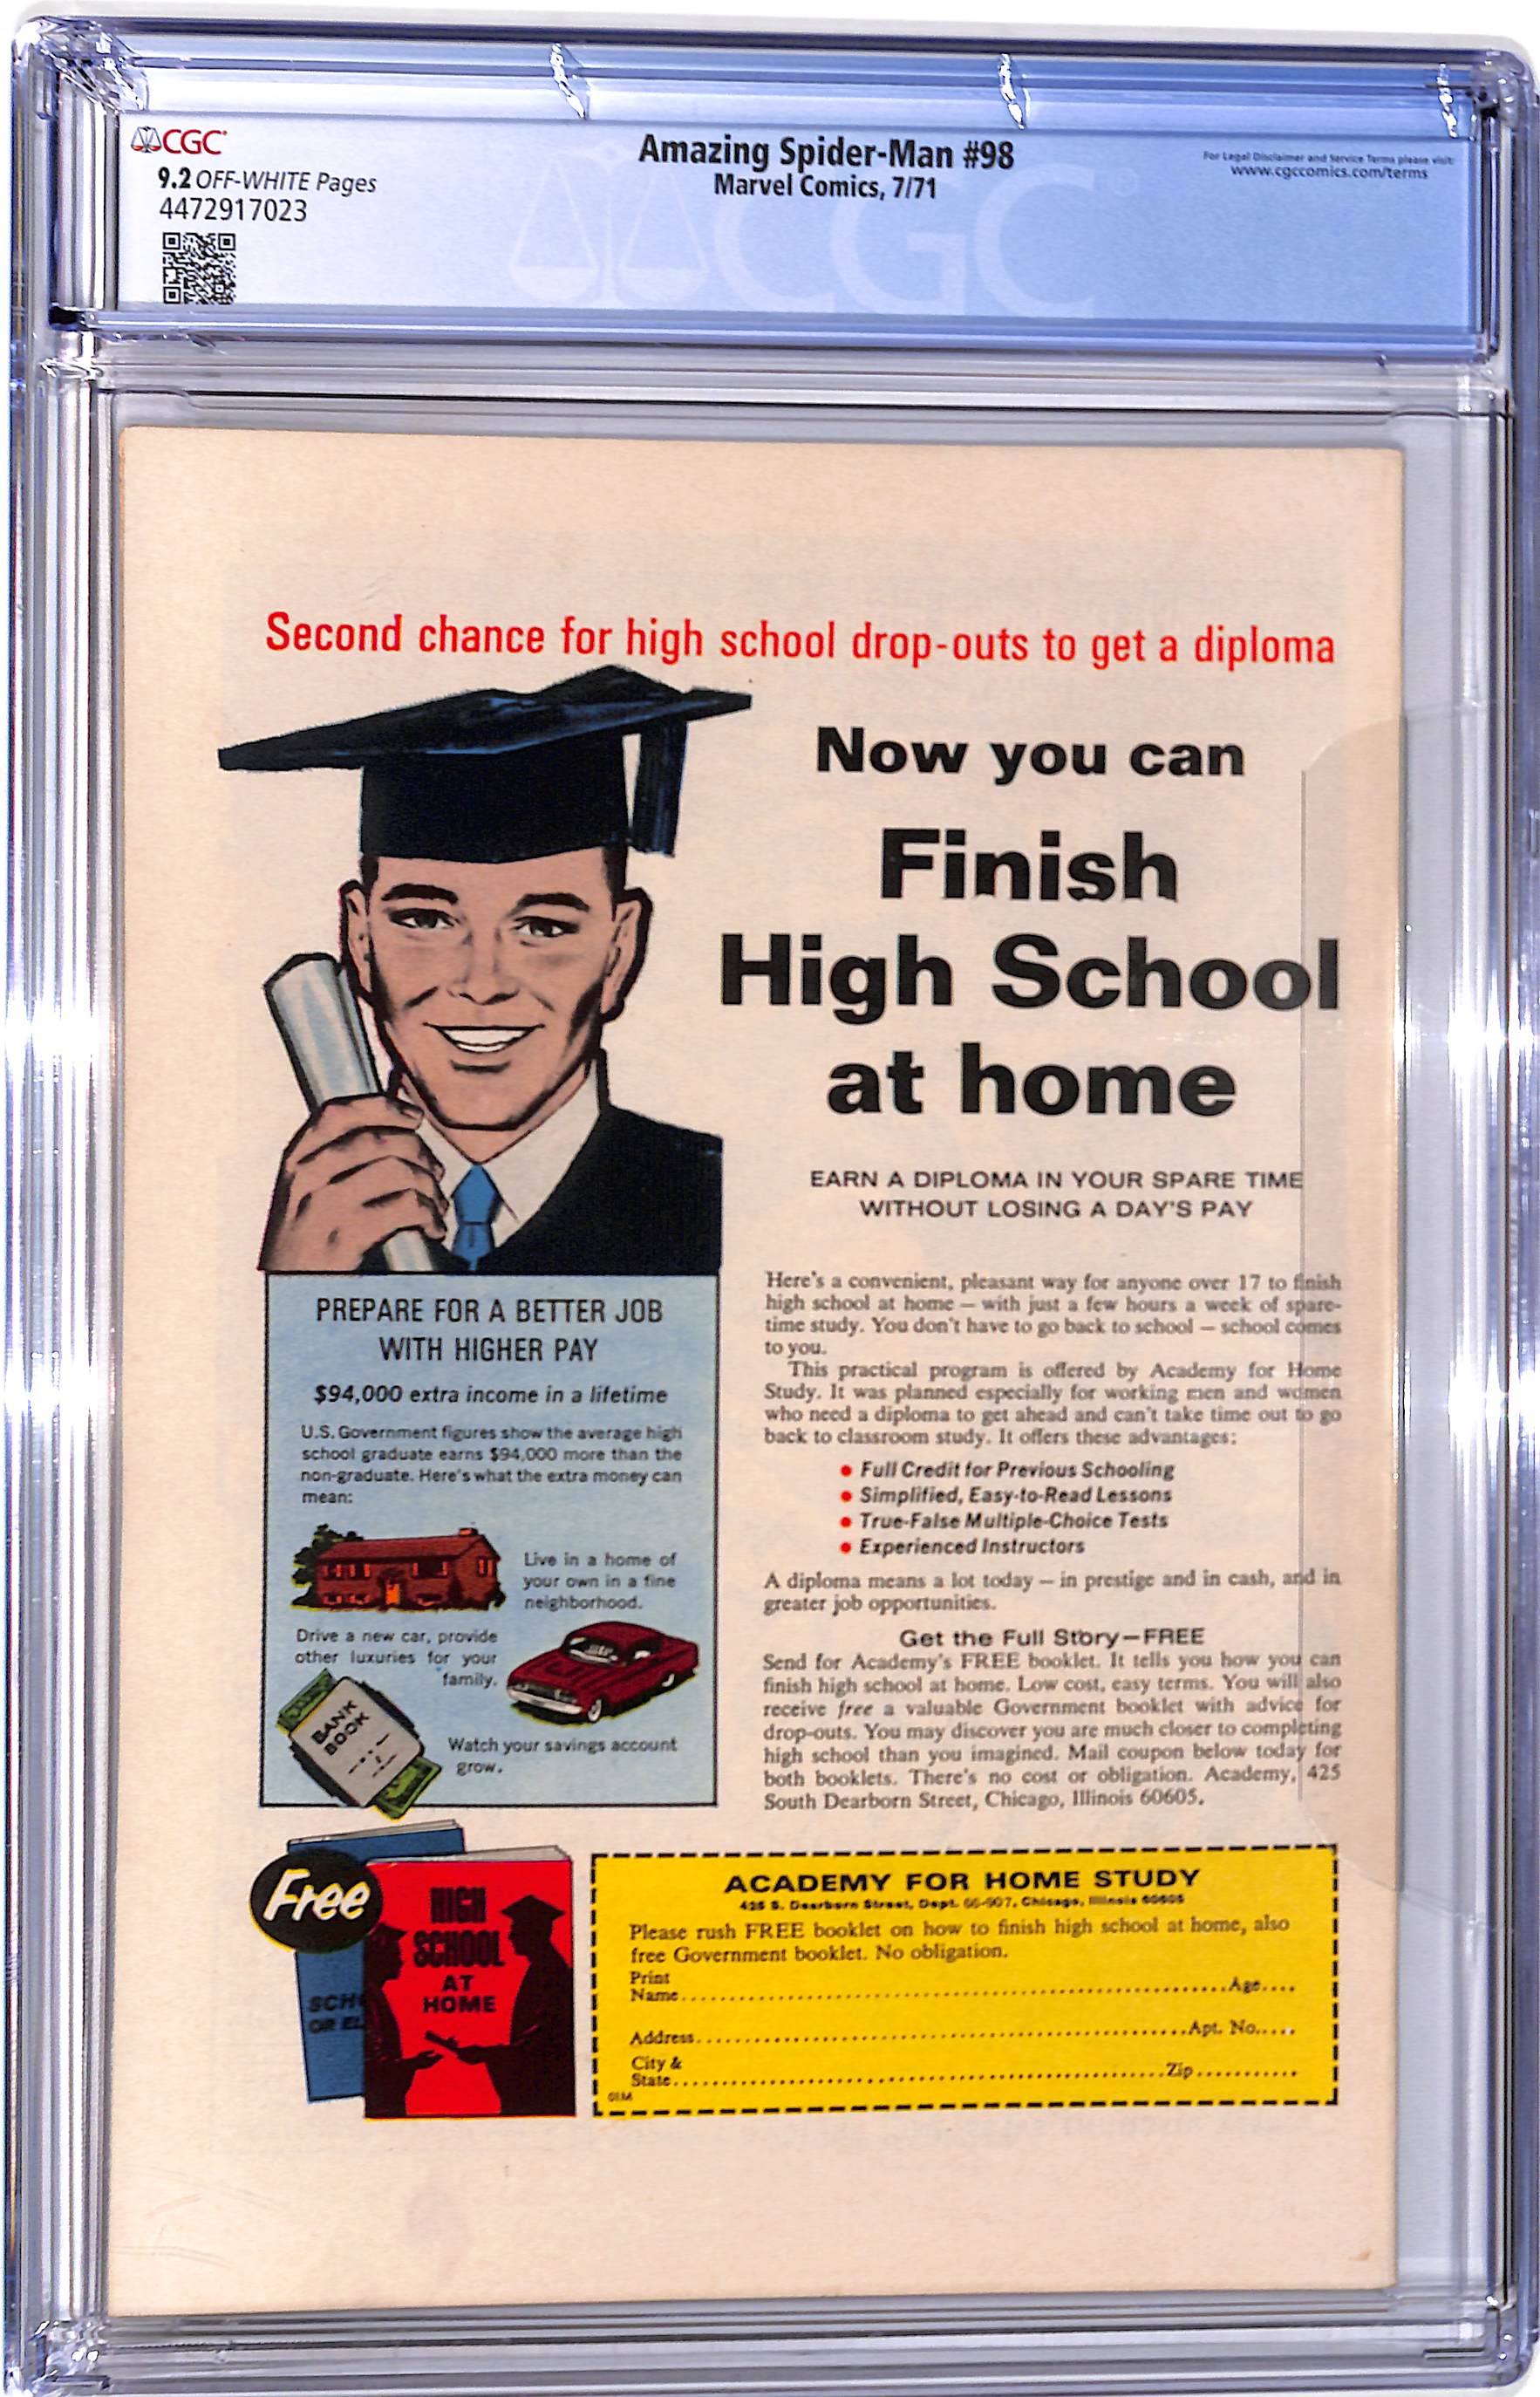 CGC
9.2 OFF-WHITE Pages
4472917023
Amazing Spider-Man #98
Marvel Comics, 7/71
For Legal Disclaimer and Service Terms please visit:
www.cgccomics.com/terms
CGC
Second chance for high school drop-outs to get a diploma
Now you can
Finish
High School
at home
EARN A DIPLOMA IN YOUR SPARE TIME
WITHOUT LOSING A DAY'S PAY
PREPARE FOR A BETTER JOB
WITH HIGHER PAY
$94,000 extra income in a lifetime
U.S. Government figures show the average high
school graduate earns $94,000 more than the
non-graduate. Here's what the extra money can
mean:
Live in a home of
your own in a fine
neighborhood.
Drive a new car, provide
other luxuries for your
family.
BANK
BOOK
Watch your savings account
grow.
Here's a convenient, pleasant way for anyone over 17 to finish
high school at home — with just a few hours a week of spare-
time study. You don't have to go back to school — school comes
to you.
This practical program is offered by Academy for Home
Study. It was planned especially for working men and women
who need a diploma to get ahead and can't take time out to go
back to classroom study. It offers these advantages:
• Full Credit for Previous Schooling
• Simplified, Easy-to-Read Lessons
• True-False Multiple-Choice Tests
• Experienced Instructors
A diploma means a lot today — in prestige and in cash, and in
greater job opportunities.
Get the Full Story—FREE
Send for Academy's FREE booklet. It tells you how you can
finish high school at home. Low cost, easy terms. You will also
receive free a valuable Government booklet with advice for
drop-outs. You may discover you are much closer to completing
high school than you imagined. Mail coupon below today for
both booklets. There's no cost or obligation. Academy, 425
South Dearborn Street, Chicago, Illinois 60605.
Free
SCHO
OR EL
HIGH
SCHOOL
AT
HOME
ACADEMY FOR HOME STUDY
425 S. Dearborn Street, Dept. 66-907, Chicago, Illinois 60605
Please rush FREE booklet on how to finish high school at home, also
free Government booklet. No obligation.
Print
Name..........Age....
Address..........Apt. No.....
City &
State..........Zip..........
01M